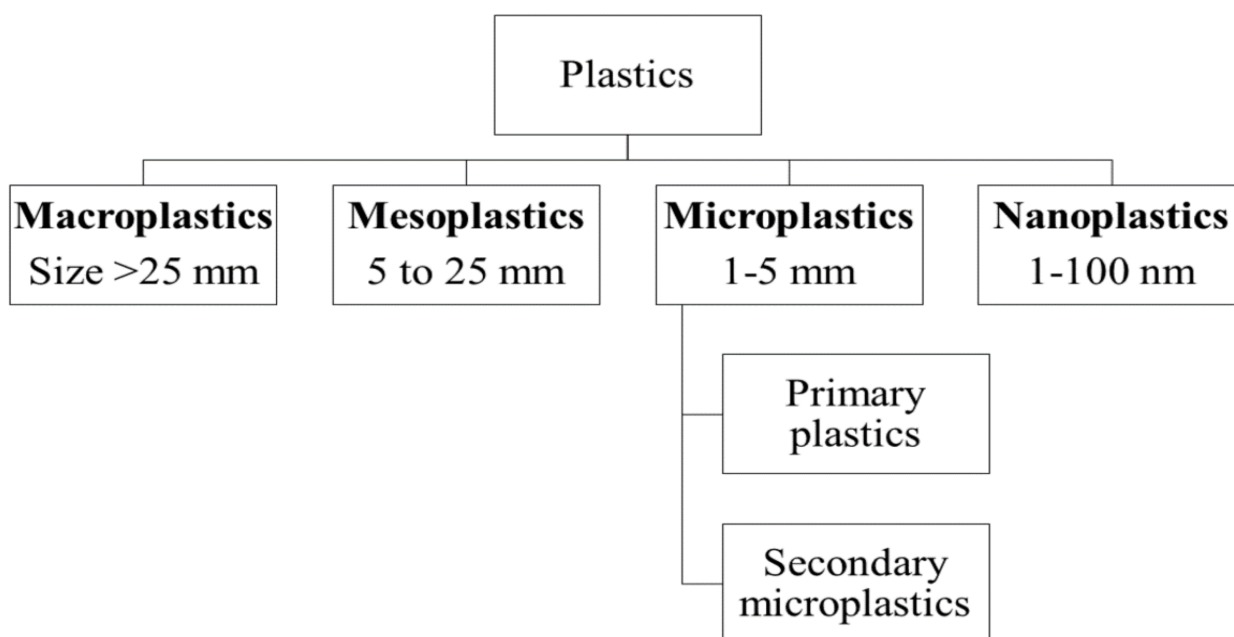 Plastics
Macroplastics
Size >25 mm
Mesoplastics
5 to 25 mm
Microplastics
1-5 mm
Nanoplastics
1-100 nm
Primary
plastics
Secondary
microplastics